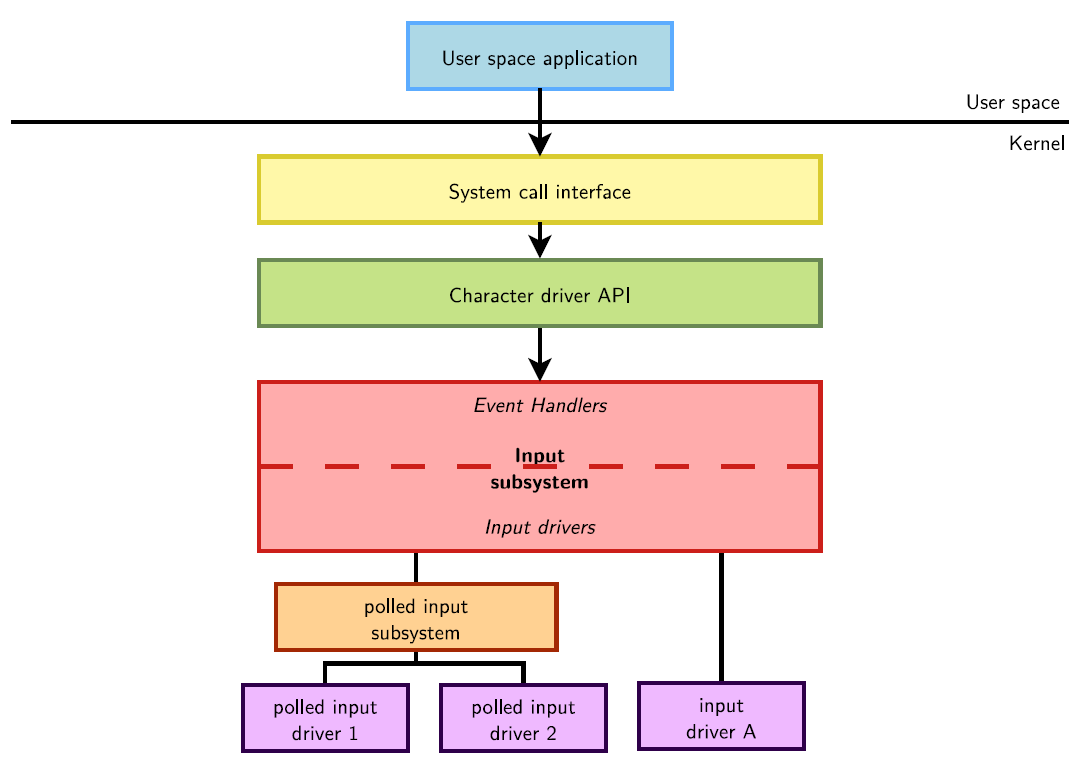 User space application
User space
Kernel
System call interface
Character driver API
Event Handlers
Input
subsystem
Input drivers
polled input
subsystem
polled input
driver 1
polled input
driver 2
input
driver A